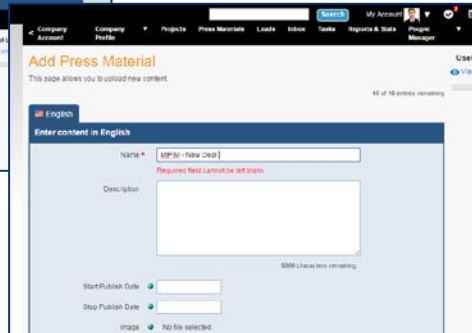 Search My Account
< Company Account Company Profile Projects Press Materials Leads Inbox Tasks Reports & Stats People Manager
Add Press Material
This page allows you to upload new content.
10 of 10 entries remaining
English
Enter content in English
Name * MIPIM - New Deal
Required field cannot be left blank
Description
5000 characters remaining
Start Publish Date
Stop Publish Date
Image No file selected.